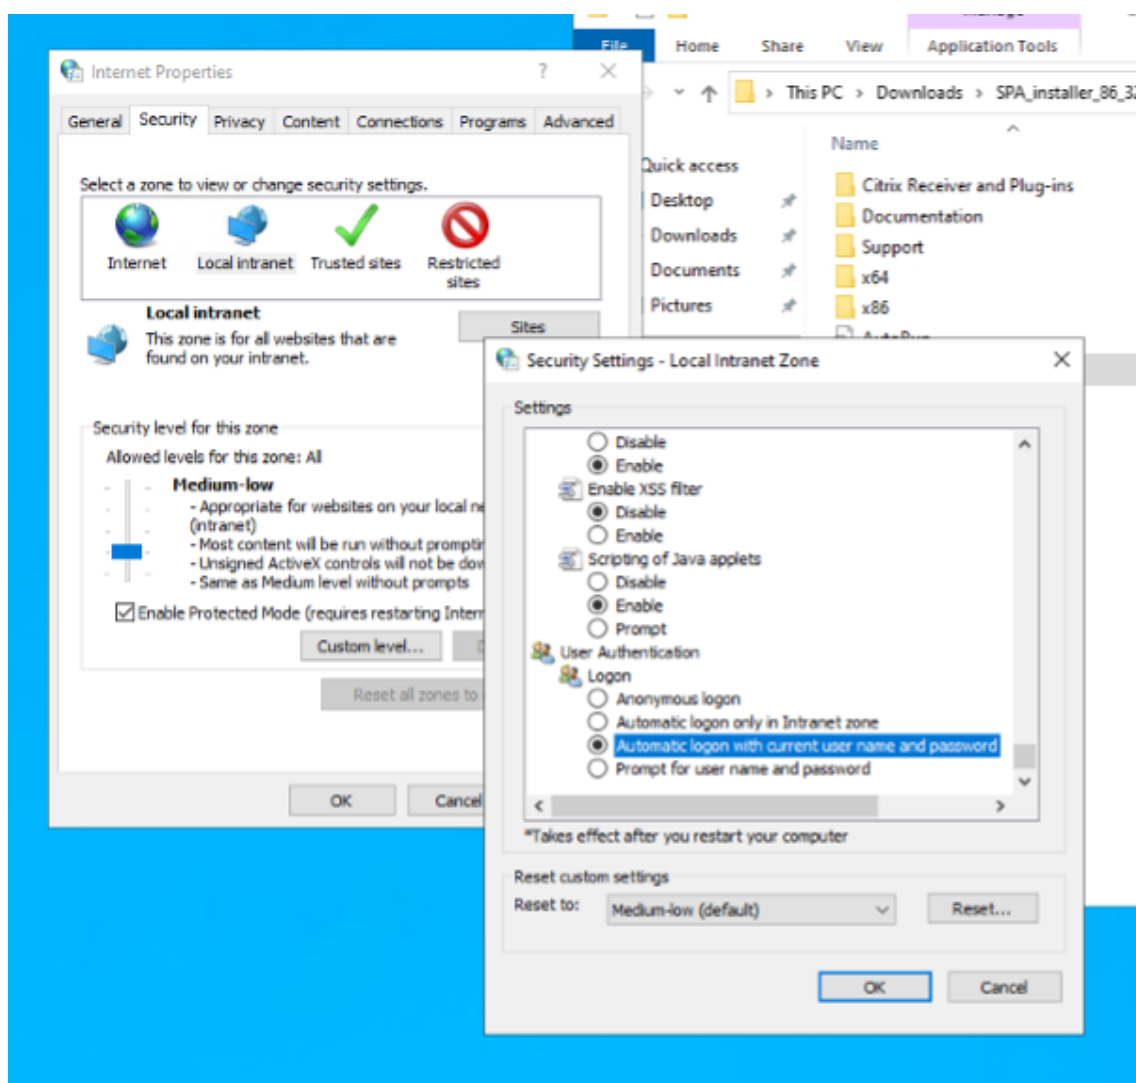 File
Home
Share
View
Application Tools
This PC > Downloads > SPA_installer_86_32
Name
Quick access
Desktop
Downloads
Documents
Pictures
Citrix Receiver and Plug-ins
Documentation
Support
x64
x86
AutoRun
Internet Properties
General Security Privacy Content Connections Programs Advanced
Select a zone to view or change security settings.
Internet
Local intranet
Trusted sites
Restricted
sites
Local intranet
This zone is for all websites that are
found on your intranet.
Sites
Security level for this zone
Allowed levels for this zone: All
Medium-low
- Appropriate for websites on your local ne
(intranet)
- Most content will be run without promptin
- Unsigned ActiveX controls will not be dow
- Same as Medium level without prompts
Enable Protected Mode (requires restarting Intern
Custom level...
Reset all zones to
OK
Cancel
Security Settings - Local Intranet Zone
Settings
Disable
Enable
Enable XSS filter
Disable
Enable
Scripting of Java applets
Disable
Enable
Prompt
User Authentication
Logon
Anonymous logon
Automatic logon only in Intranet zone
Automatic logon with current user name and password
Prompt for user name and password
*Takes effect after you restart your computer
Reset custom settings
Reset to:
Medium-low (default)
Reset...
OK
Cancel